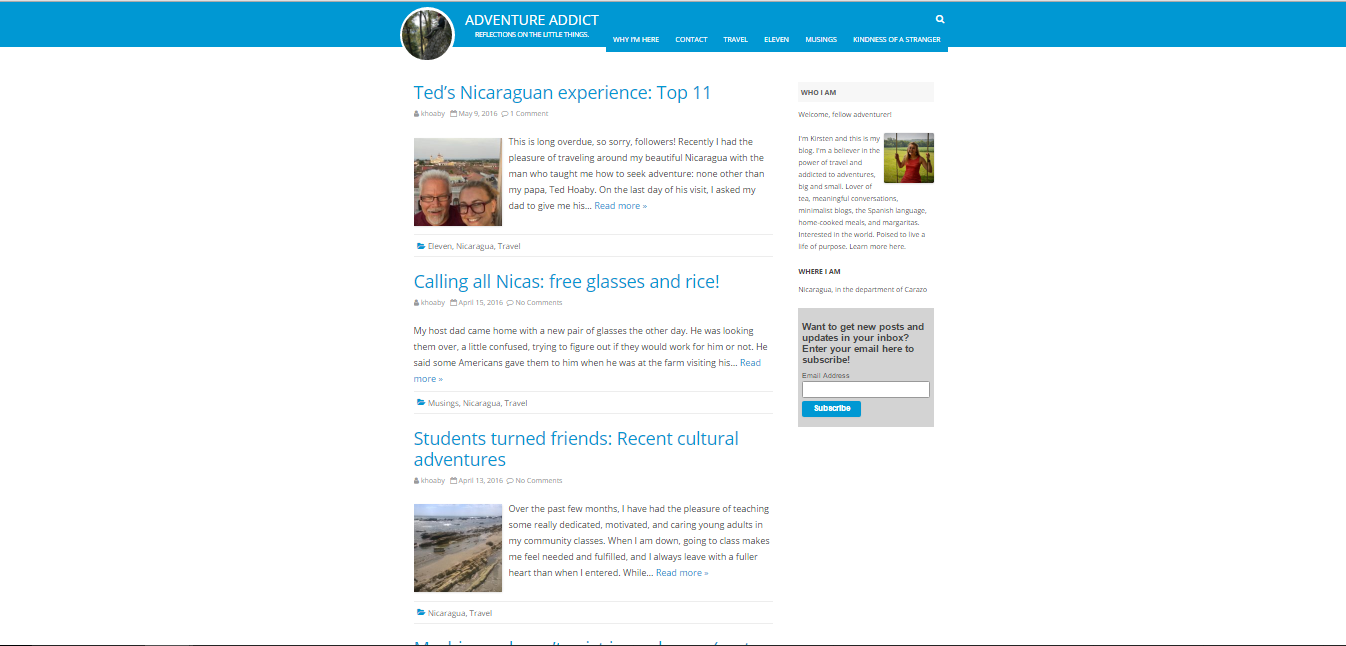 ADVENTURE ADDICT
REFLECTIONS ON THE LITTLE THINGS.
WHY I'M HERE CONTACT TRAVEL ELEVEN MUSINGS KINDNESS OF A STRANGER
Ted's Nicaraguan experience: Top 11
khoaby May 9, 2016 1 Comment
This is long overdue, so sorry, followers! Recently I had the
pleasure of traveling around my beautiful Nicaragua with the
man who taught me how to seek adventure: none other than
my papa, Ted Hoaby. On the last day of his visit, I asked my
dad to give me his... Read more »
Eleven, Nicaragua, Travel
Calling all Nicas: free glasses and rice!
khoaby April 15, 2016 No Comments
My host dad came home with a new pair of glasses the other day. He was looking
them over, a little confused, trying to figure out if they would work for him or not. He
said some Americans gave them to him when he was at the farm visiting his... Read
more »
Musings, Nicaragua, Travel
Students turned friends: Recent cultural
adventures
khoaby April 13, 2016 No Comments
Over the past few months, I have had the pleasure of teaching
some really dedicated, motivated, and caring young adults in
my community classes. When I am down, going to class makes
me feel needed and fulfilled, and I always leave with a fuller
heart than when I entered. While... Read more »
Nicaragua, Travel
WHO I AM
Welcome, fellow adventurer!
I'm Kirsten and this is my
blog. I'm a believer in the
power of travel and
addicted to adventures,
big and small. Lover of
tea, meaningful conversations,
minimalist blogs, the Spanish language,
home-cooked meals, and margaritas.
Interested in the world. Poised to live a
life of purpose. Learn more here.
WHERE I AM
Nicaragua, in the department of Carazo
Want to get new posts and
updates in your inbox?
Enter your email here to
subscribe!
Email Address
Subscribe